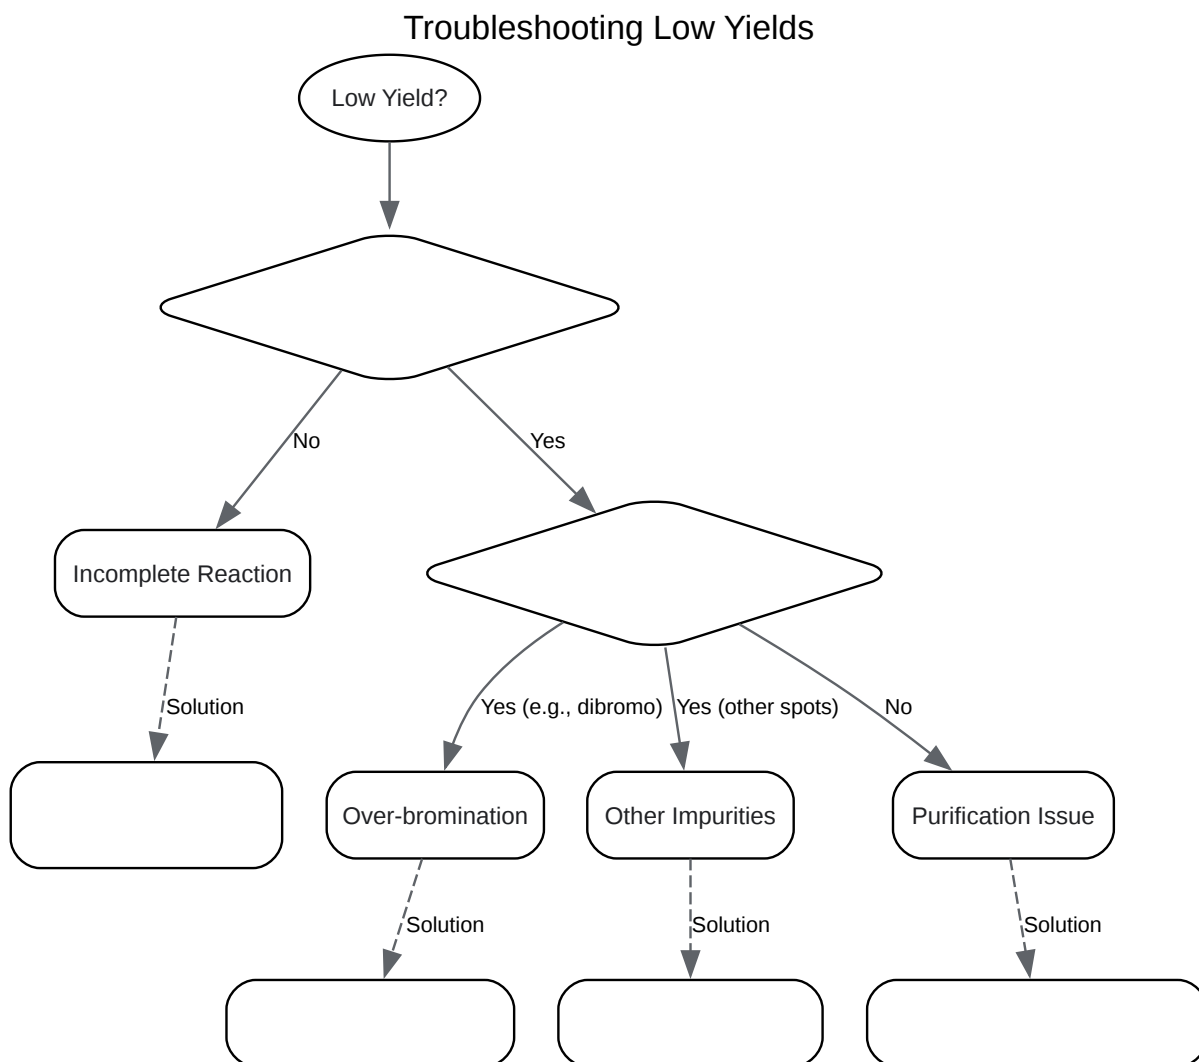 Troubleshooting Low Yields
Low Yield?
No
Yes
Incomplete Reaction
Solution
Yes (e.g., dibromo)
Yes (other spots)
No
Over-bromination
Other Impurities
Purification Issue
Solution
Solution
Solution